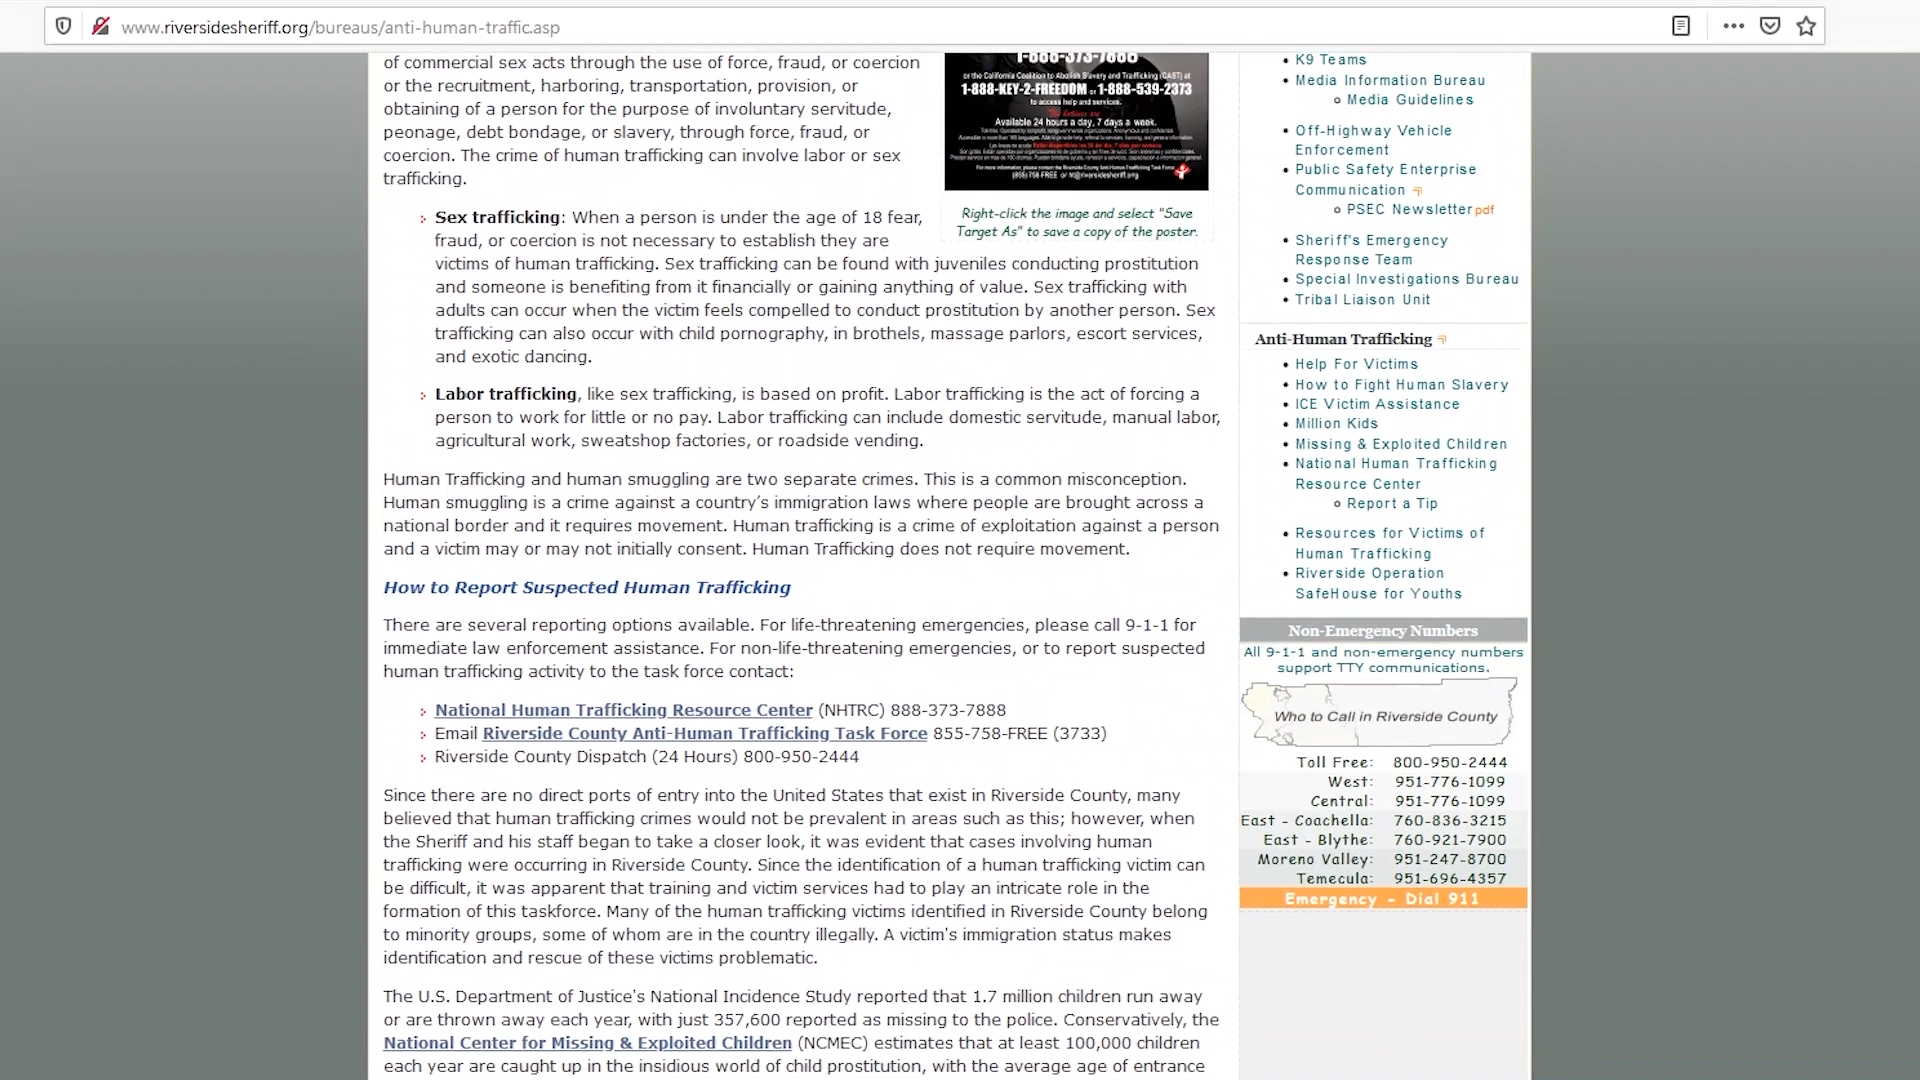 www.riversidesheriff.org/bureaus/anti-human-traffic.asp
of commercial sex acts through the use of force, fraud, or coercion
or the recruitment, harboring, transportation, provision, or
obtaining of a person for the purpose of involuntary servitude,
peonage, debt bondage, or slavery, through force, fraud, or
coercion. The crime of human trafficking can involve labor or sex
trafficking.
1-888-373-7888
or the California Coalition to Abolish Slavery and Trafficking (CAST) at
1-888-KEY-2-FREEDOM or 1-888-539-2373
to access help and services.
Available 24 hours a day, 7 days a week.
(855) 758-FREE or ht@riversidesheriff.org
Right-click the image and select "Save
Target As" to save a copy of the poster.
Sex trafficking: When a person is under the age of 18 fear,
fraud, or coercion is not necessary to establish they are
victims of human trafficking. Sex trafficking can be found with juveniles conducting prostitution
and someone is benefiting from it financially or gaining anything of value. Sex trafficking with
adults can occur when the victim feels compelled to conduct prostitution by another person. Sex
trafficking can also occur with child pornography, in brothels, massage parlors, escort services,
and exotic dancing.
Labor trafficking, like sex trafficking, is based on profit. Labor trafficking is the act of forcing a
person to work for little or no pay. Labor trafficking can include domestic servitude, manual labor,
agricultural work, sweatshop factories, or roadside vending.
Human Trafficking and human smuggling are two separate crimes. This is a common misconception.
Human smuggling is a crime against a country’s immigration laws where people are brought across a
national border and it requires movement. Human trafficking is a crime of exploitation against a person
and a victim may or may not initially consent. Human Trafficking does not require movement.
How to Report Suspected Human Trafficking
There are several reporting options available. For life-threatening emergencies, please call 9-1-1 for
immediate law enforcement assistance. For non-life-threatening emergencies, or to report suspected
human trafficking activity to the task force contact:
National Human Trafficking Resource Center (NHTRC) 888-373-7888
Email Riverside County Anti-Human Trafficking Task Force 855-758-FREE (3733)
Riverside County Dispatch (24 Hours) 800-950-2444
Since there are no direct ports of entry into the United States that exist in Riverside County, many
believed that human trafficking crimes would not be prevalent in areas such as this; however, when
the Sheriff and his staff began to take a closer look, it was evident that cases involving human
trafficking were occurring in Riverside County. Since the identification of a human trafficking victim can
be difficult, it was apparent that training and victim services had to play an intricate role in the
formation of this taskforce. Many of the human trafficking victims identified in Riverside County belong
to minority groups, some of whom are in the country illegally. A victim's immigration status makes
identification and rescue of these victims problematic.
The U.S. Department of Justice's National Incidence Study reported that 1.7 million children run away
or are thrown away each year, with just 357,600 reported as missing to the police. Conservatively, the
National Center for Missing & Exploited Children (NCMEC) estimates that at least 100,000 children
each year are caught up in the insidious world of child prostitution, with the average age of entrance
K9 Teams
Media Information Bureau
Media Guidelines
Off-Highway Vehicle
Enforcement
Public Safety Enterprise
Communication
PSEC Newsletter pdf
Sheriff's Emergency
Response Team
Special Investigations Bureau
Tribal Liaison Unit
Anti-Human Trafficking
Help For Victims
How to Fight Human Slavery
ICE Victim Assistance
Million Kids
Missing & Exploited Children
National Human Trafficking
Resource Center
Report a Tip
Resources for Victims of
Human Trafficking
Riverside Operation
SafeHouse for Youths
Non-Emergency Numbers
All 9-1-1 and non-emergency numbers
support TTY communications.
Who to Call in Riverside County
Toll Free: 800-950-2444
West: 951-776-1099
Central: 951-776-1099
East - Coachella: 760-836-3215
East - Blythe: 760-921-7900
Moreno Valley: 951-247-8700
Temecula: 951-696-4357
Emergency - Dial 911